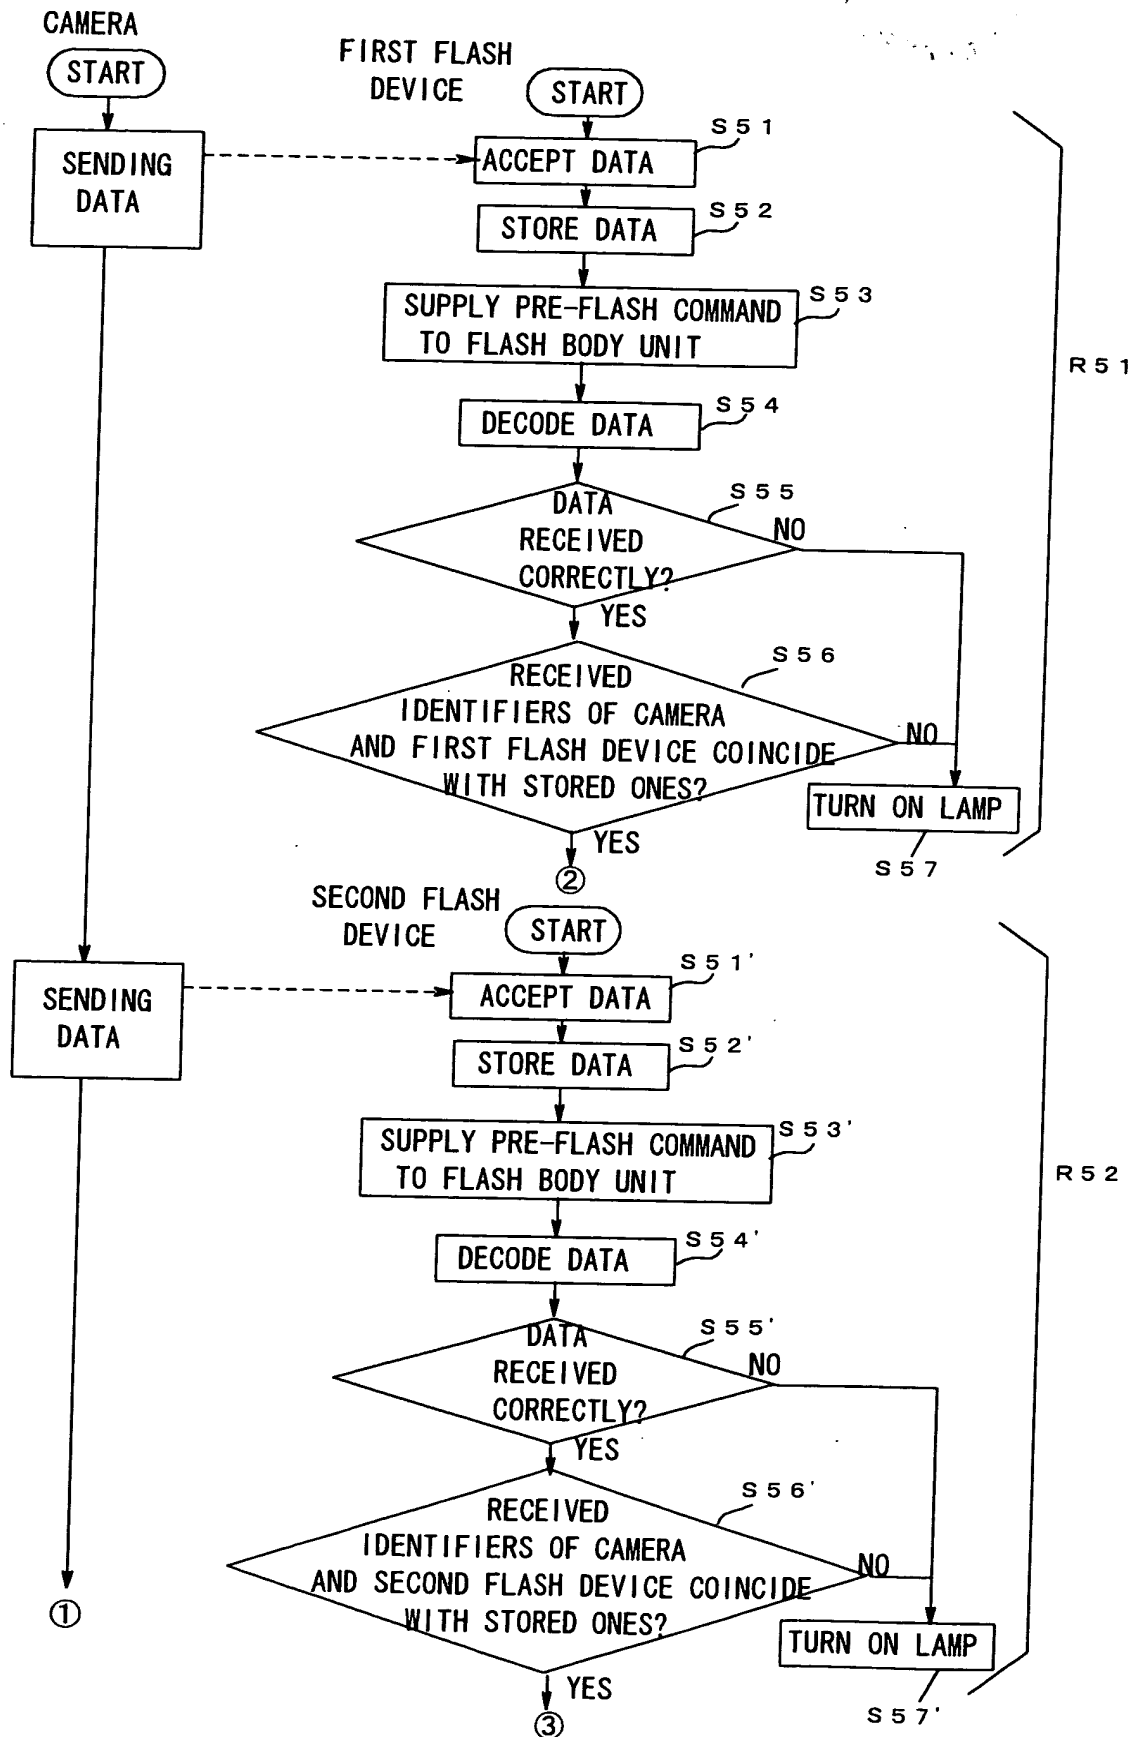 CAMERA
START
SENDING
DATA
FIRST FLASH
DEVICE
START
ACCEPT DATA
S51
STORE DATA
S52
SUPPLY PRE-FLASH COMMAND
TO FLASH BODY UNIT
S53
DECODE DATA
S54
DATA
RECEIVED
CORRECTLY?
S55
NO
YES
RECEIVED
IDENTIFIERS OF CAMERA
AND FIRST FLASH DEVICE COINCIDE
WITH STORED ONES?
S56
NO
YES
TURN ON LAMP
S57
②
R51
SECOND FLASH
DEVICE
START
SENDING
DATA
ACCEPT DATA
S51'
STORE DATA
S52'
SUPPLY PRE-FLASH COMMAND
TO FLASH BODY UNIT
S53'
DECODE DATA
S54'
DATA
RECEIVED
CORRECTLY?
S55'
NO
YES
RECEIVED
IDENTIFIERS OF CAMERA
AND SECOND FLASH DEVICE COINCIDE
WITH STORED ONES?
S56'
NO
YES
TURN ON LAMP
S57'
①
③
R52